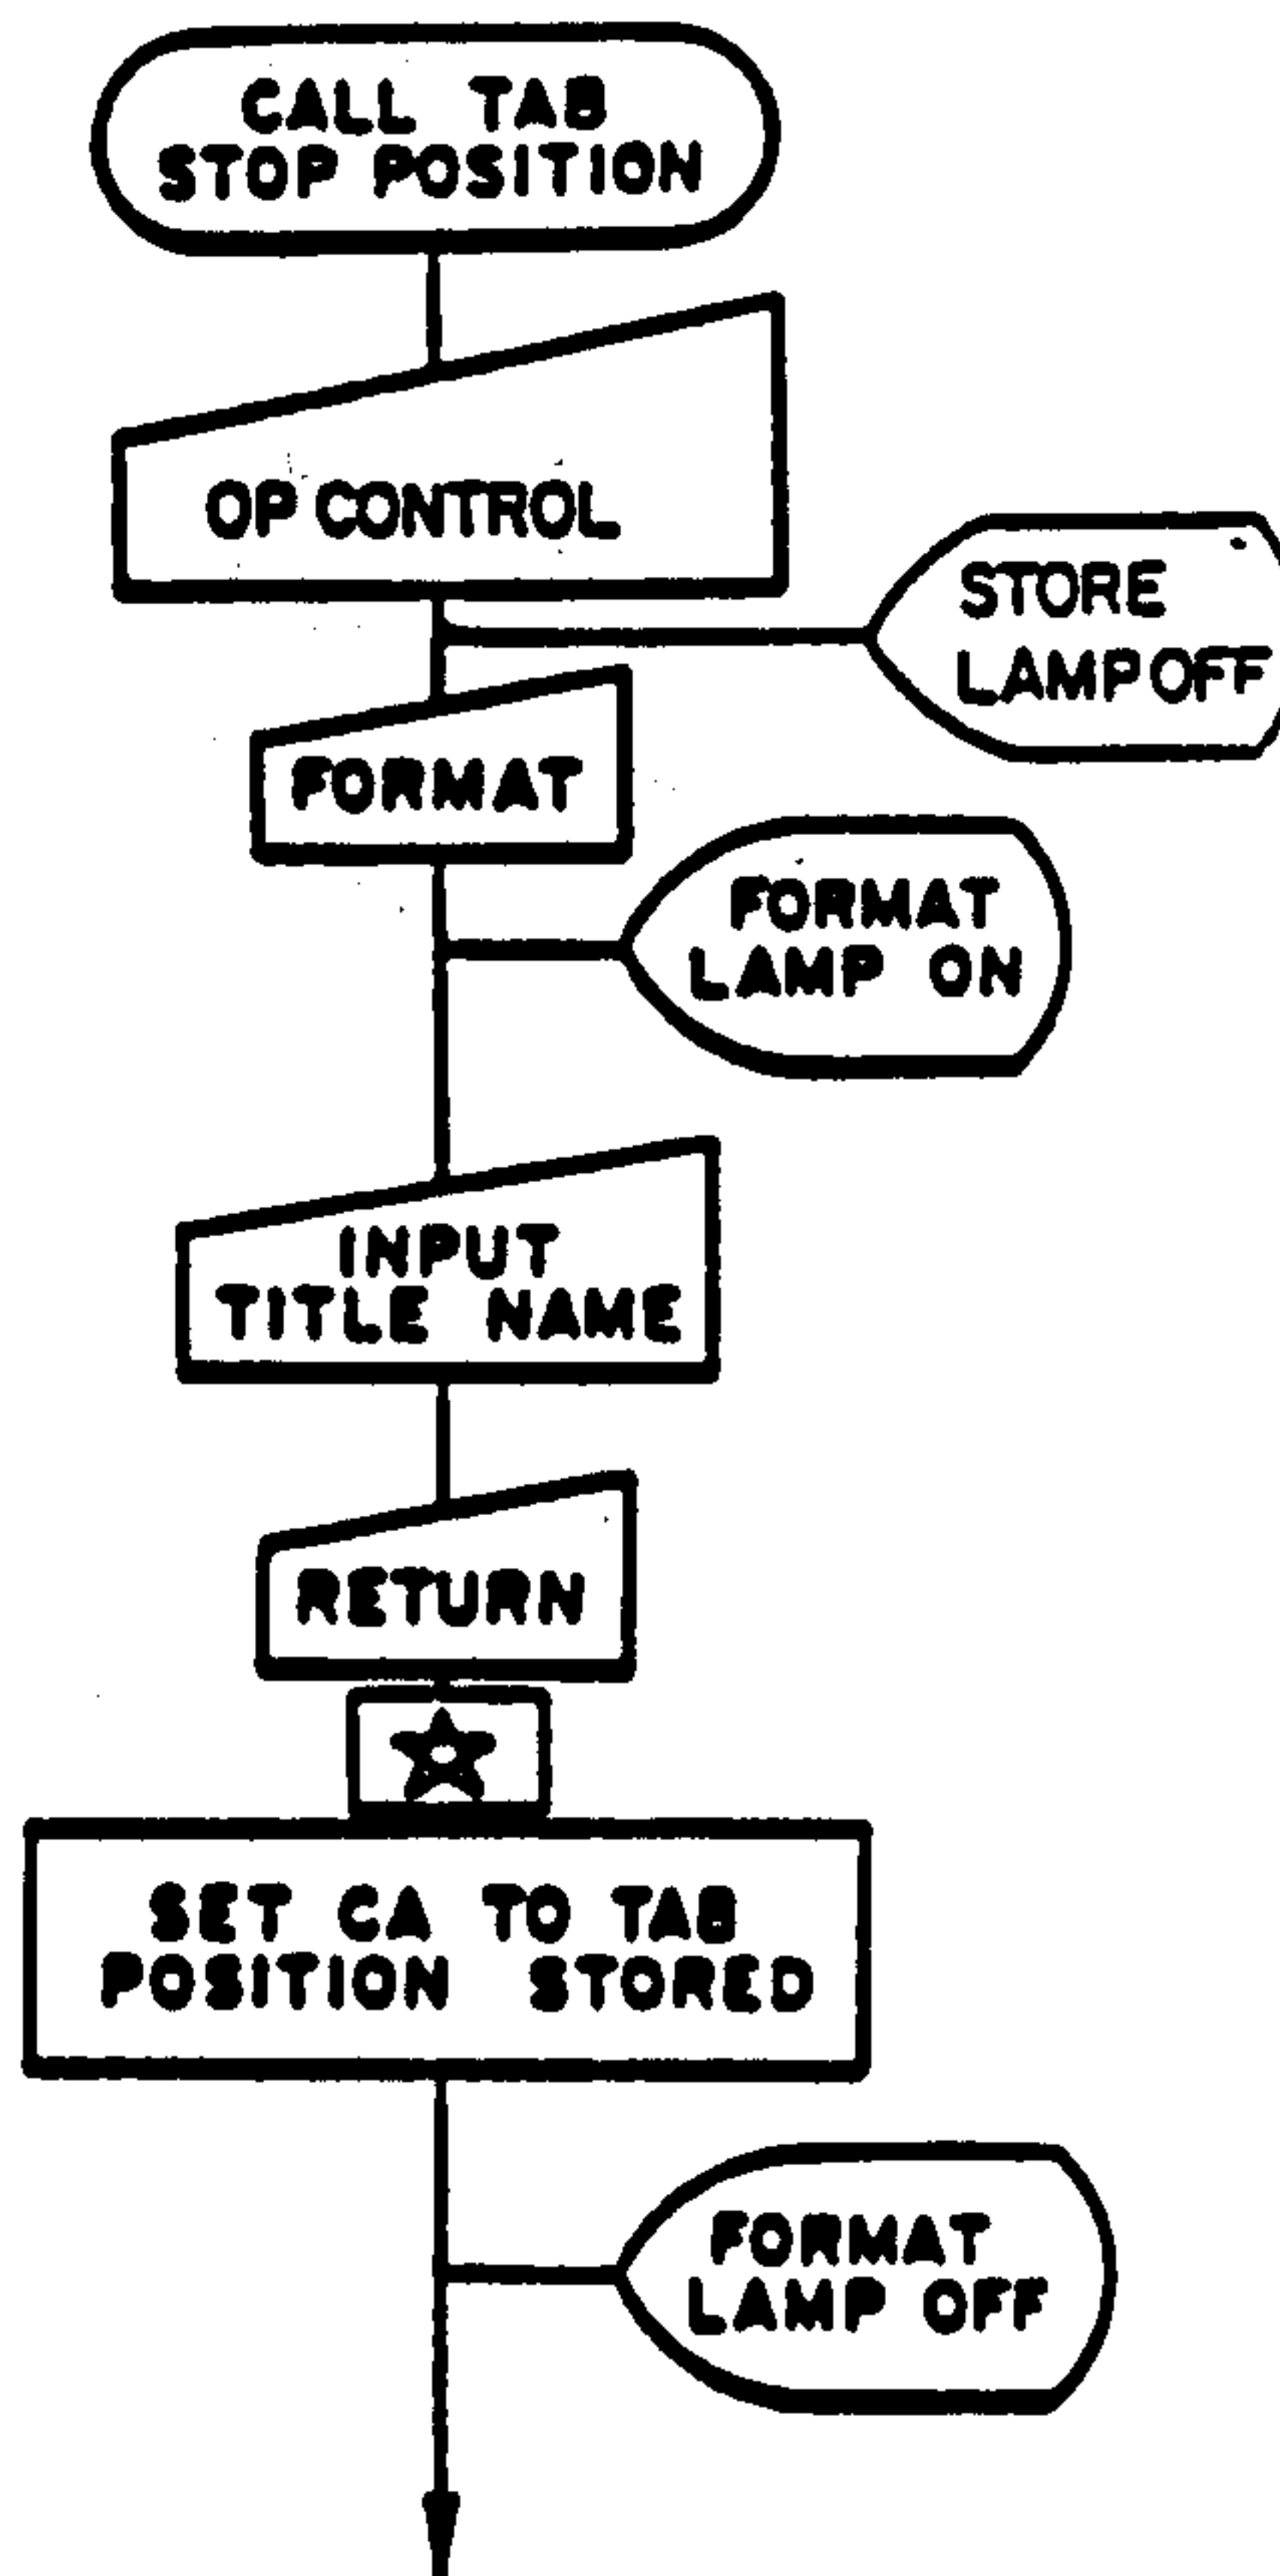 CALL TAB
STOP POSITION
OP CONTROL
STORE
LAMP OFF
FORMAT
FORMAT
LAMP ON
INPUT
TITLE NAME
RETURN
SET CA TO TAB
POSITION STORED
FORMAT
LAMP OFF